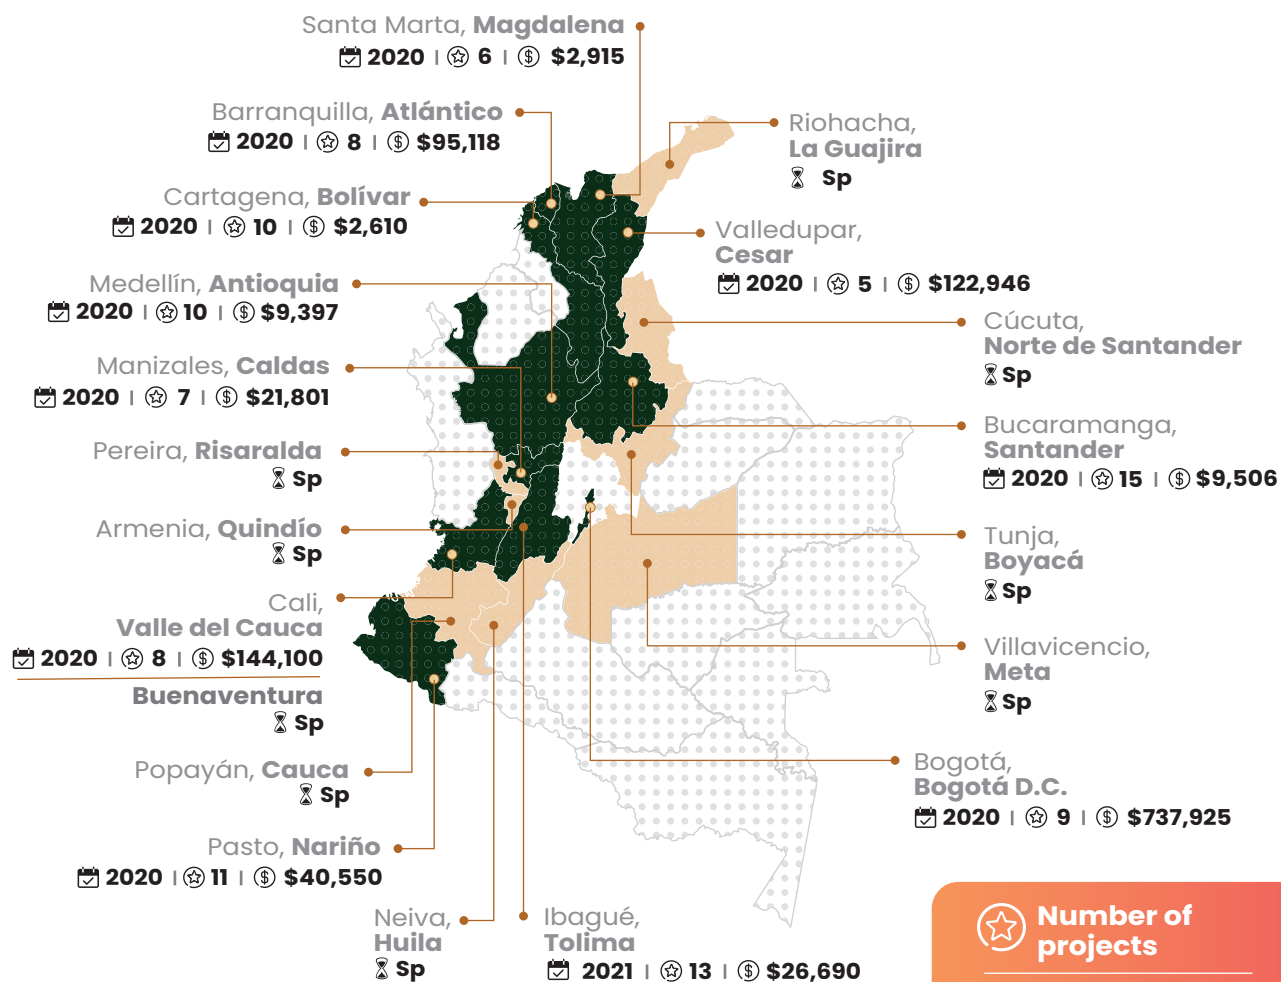 Santa Marta, Magdalena
2020 | 6 | $2,915
Barranquilla, Atlántico
2020 | 8 | $95,118
Cartagena, Bolívar
2020 | 10 | $2,610
Medellín, Antioquia
2020 | 10 | $9,397
Manizales, Caldas
2020 | 7 | $21,801
Pereira, Risaralda
Sp
Armenia, Quindío
Sp
Cali,
Valle del Cauca
2020 | 8 | $144,100
Buenaventura
Sp
Popayán, Cauca
Sp
Pasto, Nariño
2020 | 11 | $40,550
Neiva,
Huila
Sp
Ibagué,
Tolima
2021 | 13 | $26,690
Riohacha,
La Guajira
Sp
Valledupar,
Cesar
2020 | 5 | $122,946
Cúcuta,
Norte de Santander
Sp
Bucaramanga,
Santander
2020 | 15 | $9,506
Tunja,
Boyacá
Sp
Villavicencio,
Meta
Sp
Bogotá,
Bogotá D.C.
2020 | 9 | $737,925
Number of
projects